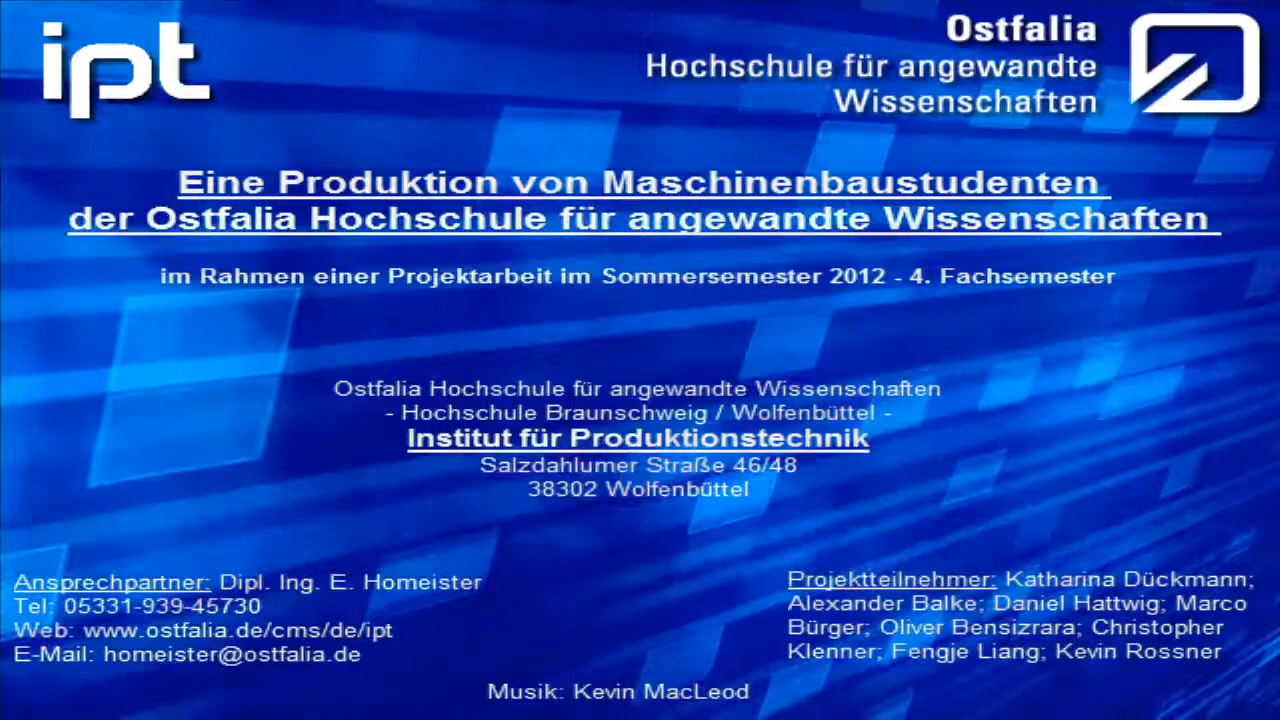 ipt
Ostfalia
Hochschule für angewandte
Wissenschaften
Eine Produktion von Maschinenbaustudenten
der Ostfalia Hochschule für angewandte Wissenschaften
im Rahmen einer Projektarbeit im Sommersemester 2012 - 4. Fachsemester
Ostfalia Hochschule für angewandte Wissenschaften
- Hochschule Braunschweig / Wolfenbüttel -
Institut für Produktionstechnik
Salzdahlumer Straße 46/48
38302 Wolfenbüttel
Ansprechpartner: Dipl. Ing. E. Homeister
Tel: 05331-939-45730
Web: www.ostfalia.de/cms/de/ipt
E-Mail: homeister@ostfalia.de
Projektteilnehmer: Katharina Dückmann;
Alexander Balke; Daniel Hattwig; Marco
Bürger; Oliver Bensizrara; Christopher
Klenner; Fengje Liang; Kevin Rossner
Musik: Kevin MacLeod